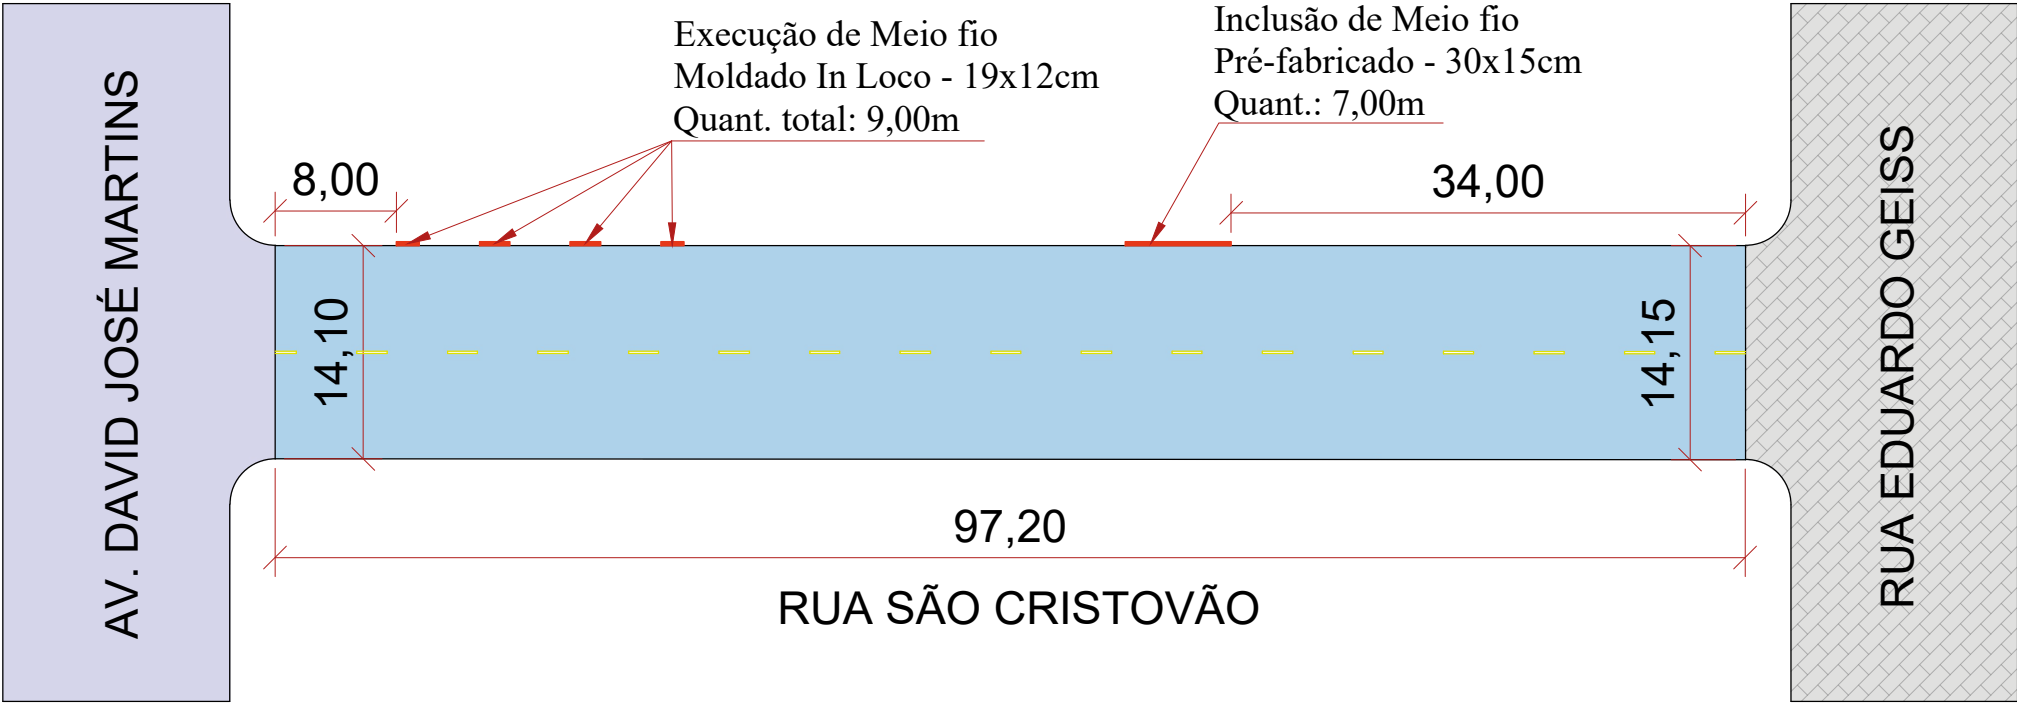 Execução de Meio fio
Moldado In Loco - 19x12cm
Quant. total: 9,00m
Inclusão de Meio fio
Pré-fabricado - 30x15cm
Quant.: 7,00m
8,00
34,00
AV. DAVID JOSÉ MARTINS
14,10
14,15
RUA EDUARDO GEISS
97,20
RUA SÃO CRISTOVÃO